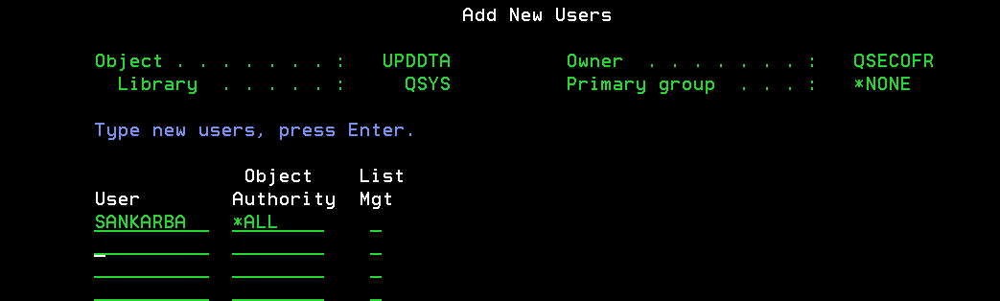 Add New Users
Object . . . . . . . :   UPDDTA          Owner  . . . . . . . :   QSECOFR
  Library  . . . . . :     QSYS          Primary group  . . . :   *NONE
Type new users, press Enter.
             Object    List
User        Authority  Mgt
SANKARBA    *ALL